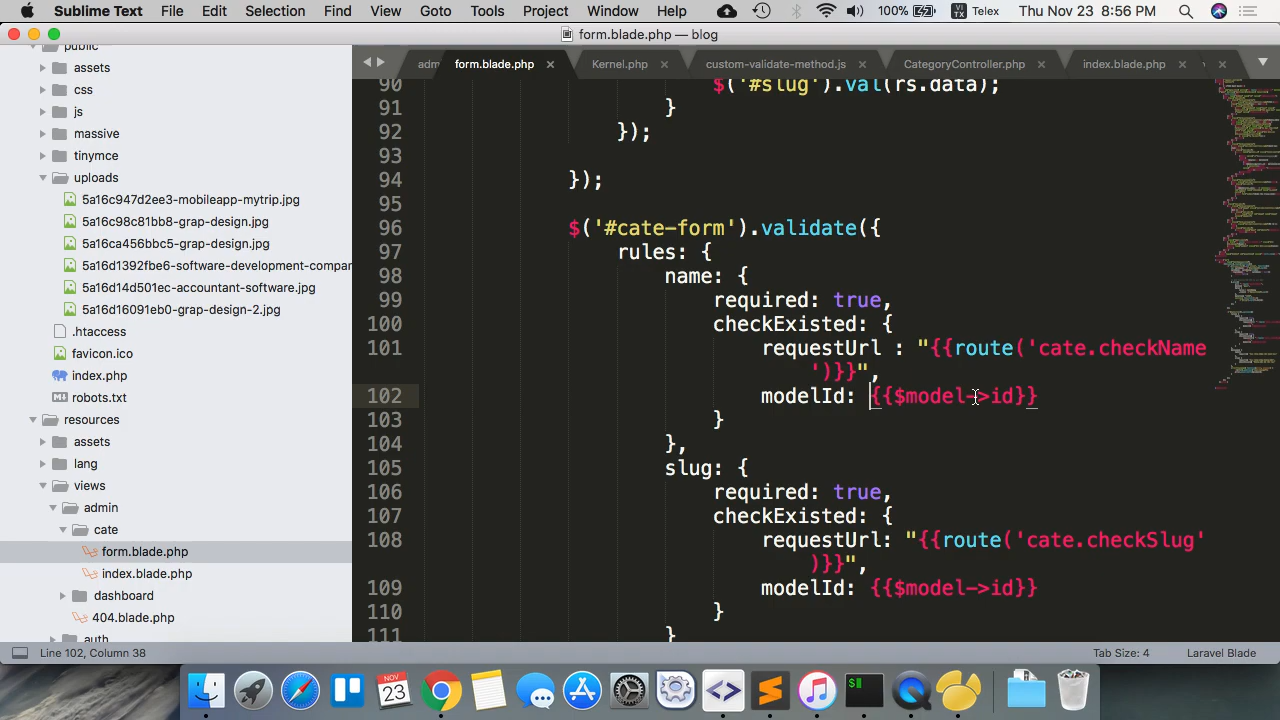 Sublime Text File Edit Selection Find View Goto Tools Project Window Help 100% VI TX Telex Thu Nov 23 8:56 PM
form.blade.php — blog
adm form.blade.php Kernel.php custom-validate-method.js CategoryController.php index.blade.php
public
assets
css
js
massive
tinymce
uploads
5a16c947d2ee3-mobileapp-mytrip.jpg
5a16c98c81bb8-grap-design.jpg
5a16ca456bbc5-grap-design.jpg
5a16d1392fbe6-software-development-compar
5a16d14d501ec-accountant-software.jpg
5a16d16091eb0-grap-design-2.jpg
.htaccess
favicon.ico
index.php
robots.txt
resources
assets
lang
views
admin
cate
form.blade.php
index.blade.php
dashboard
404.blade.php
auth
90 $('#slug').val(rs.data);
91 }
92 });
93
94 });
95
96 $('#cate-form').validate({
97 rules: {
98 name: {
99 required: true,
100 checkExisted: {
101 requestUrl : "{{route('cate.checkName
')}}",
102 modelId: {{$model->id}}
103 }
104 },
105 slug: {
106 required: true,
107 checkExisted: {
108 requestUrl: "{{route('cate.checkSlug'
)}}",
109 modelId: {{$model->id}}
110 }
111 }
Line 102, Column 38 Tab Size: 4 Laravel Blade
NOV
23